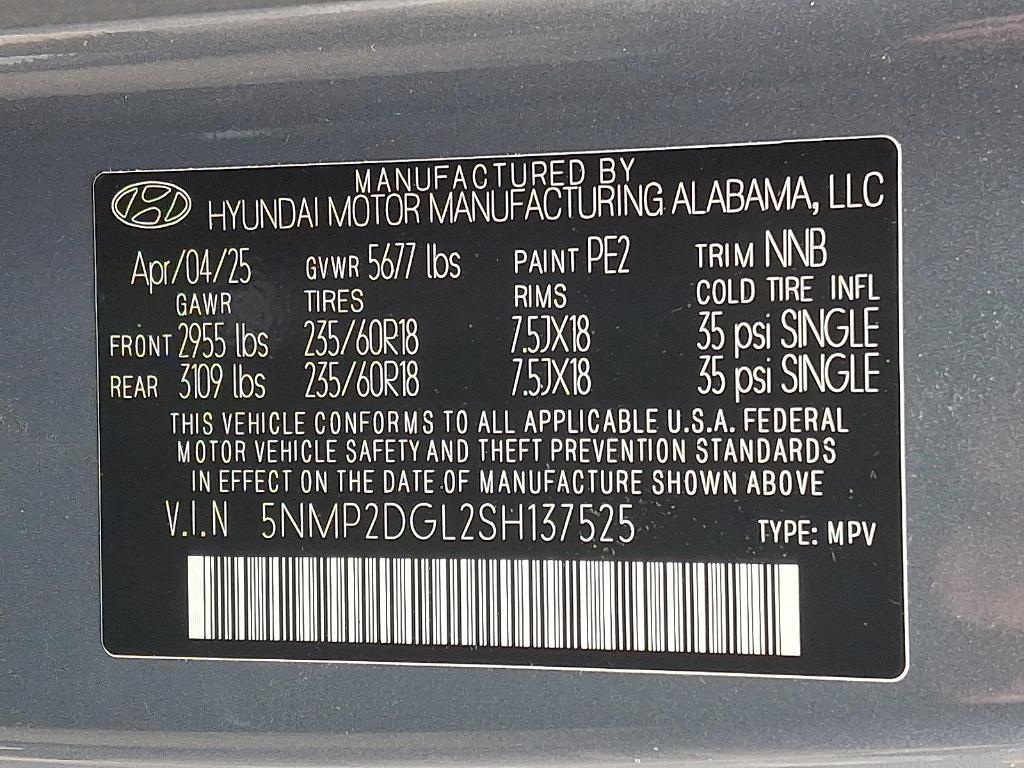 MANUFACTURED BY
HYUNDAI MOTOR MANUFACTURING ALABAMA, LLC
Apr/04/25 GVWR 5677 lbs PAINT PE2 TRIM NNB
GAWR TIRES RIMS COLD TIRE INFL
FRONT 2955 lbs 235/60R18 7.5JX18 35 psi SINGLE
REAR 3109 lbs 235/60R18 7.5JX18 35 psi SINGLE
THIS VEHICLE CONFORMS TO ALL APPLICABLE U.S.A. FEDERAL
MOTOR VEHICLE SAFETY AND THEFT PREVENTION STANDARDS
IN EFFECT ON THE DATE OF MANUFACTURE SHOWN ABOVE
V.I.N 5NMP2DGL2SH137525 TYPE: MPV